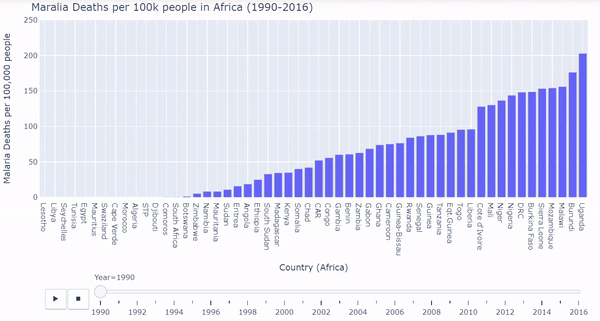 Maralia Deaths per 100k people in Africa (1990-2016)
Malaria Deaths per 100,000 people
250
200
150
100
50
0
Lesotho
Libya
Seychelles
Tunisia
Egypt
Mauritius
Swaziland
Cape Verde
Morocco
Algeria
STP
Djibouti
Comoros
South Africa
Botswana
Zimbabwe
Namibia
Mauritania
Sudan
Eritrea
Angola
Ethiopia
South Sudan
Madagascar
Kenya
Somalia
Chad
AR
Congo
Gambia
Benin
Zambia
Gabon
Ghana
Cameroon
Guinea-Bissau
Rwanda
Senegal
Guinea
Tanzania
Eqt.Guinea
Togo
Liberia
Cote d'Ivoire
Mali
Niger
Nigeria
DRC
Burkina Faso
Sierra Leone
Mozambique
Malawi
Burundi
Uganda
Country (Africa)
Year=1990
1990 1992 1994 1996 1998 2000 2002 2004 2006 2008 2010 2012 2014 2016